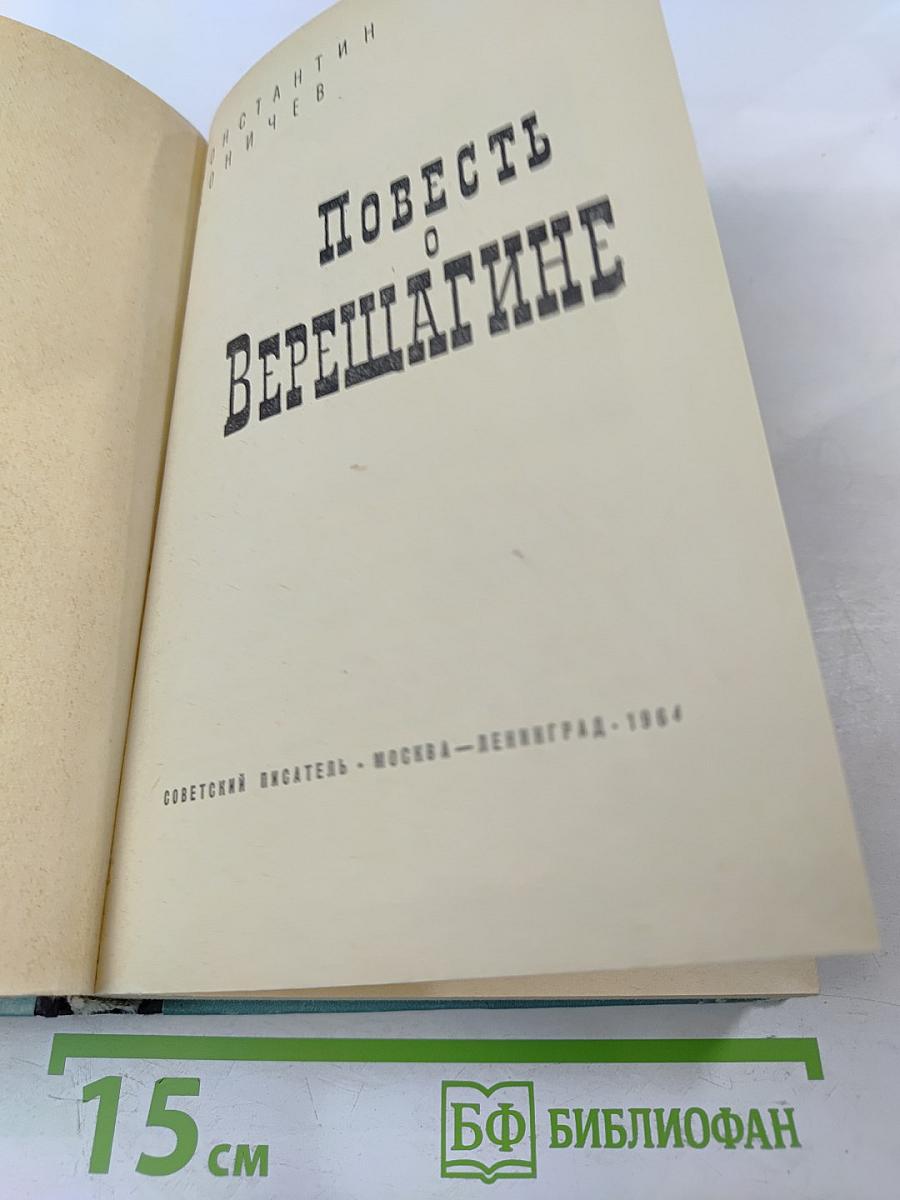 ОНСТАНТИН
ОНИЧЕВ
ПОВЕСТЬ
О
ВЕРЕЩАГИНЕ
СОВЕТСКИЙ ПИСАТЕЛЬ • МОСКВА—ЛЕНИНГРАД • 1964
15 см
БФ БИБЛИОФАН